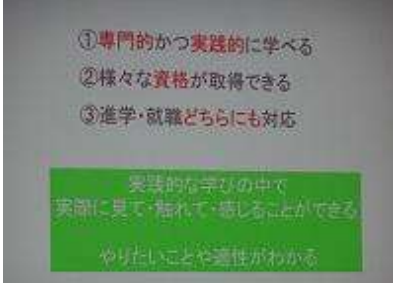 ①専門的かつ実践的に学べる
②様々な資格が取得できる
③進学・就職どちらにも対応
実践的な学びの中で
実際に見て・触れて・感じることができる
やりたいことや適性がわかる